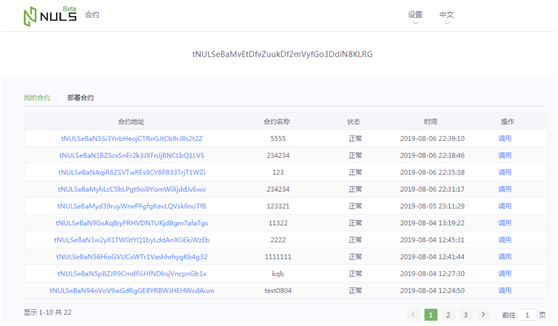 NULS Beta 合约 设置 中文
tNULSeBaMvEtDfvZuukDf2mVyfGo3DdiN8KLRG
我的合约 部署合约
合约地址 合约名称 状态 时间 操作
tNULSeBaN5Si3YnbHeojCTRnGJtCb9rJ8s2t2Z 5555 正常 2019-08-06 22:39:10 调用
tNULSeBaN1BZScxSnEr2k3JXFnJjBNCLbQ1LVS 234234 正常 2019-08-06 22:38:46 调用
tNULSeBaNAqiR6ZSVTwREs9CY6P833TrjT1WZi 123 正常 2019-08-06 22:35:38 调用
tNULSeBaMyhLcC5bLPgt9oi9YomWiXjddJvEwo 234234 正常 2019-08-06 22:31:17 调用
tNULSeBaMyd39ruyWnePFgfgKevLQVsk6noTfB 123321 正常 2019-08-05 23:11:29 调用
tNULSeBaN9GxAq8ryFRHVDNTUKjdBgm7afaTgs 11322 正常 2019-08-04 13:19:22 调用
tNULSeBaN3w2yX1TWGtYQ1byLddAnXGEkiWzEb 2222 正常 2019-08-04 12:45:31 调用
tNULSeBaN56HioGVUCxWTr1VashhrhygKb4g32 1111111 正常 2019-08-04 12:41:44 调用
tNULSeBaN5pBZJR9CmdfiSHfNDbsjVncpnGb1x kqb 正常 2019-08-04 12:27:30 调用
tNULSeBaN94nVoV9wGdRgGE8YRBWJHEHWcdAum test0804 正常 2019-08-04 12:24:50 调用
显示 1-10 共 22 1 2 3 前往 1 页